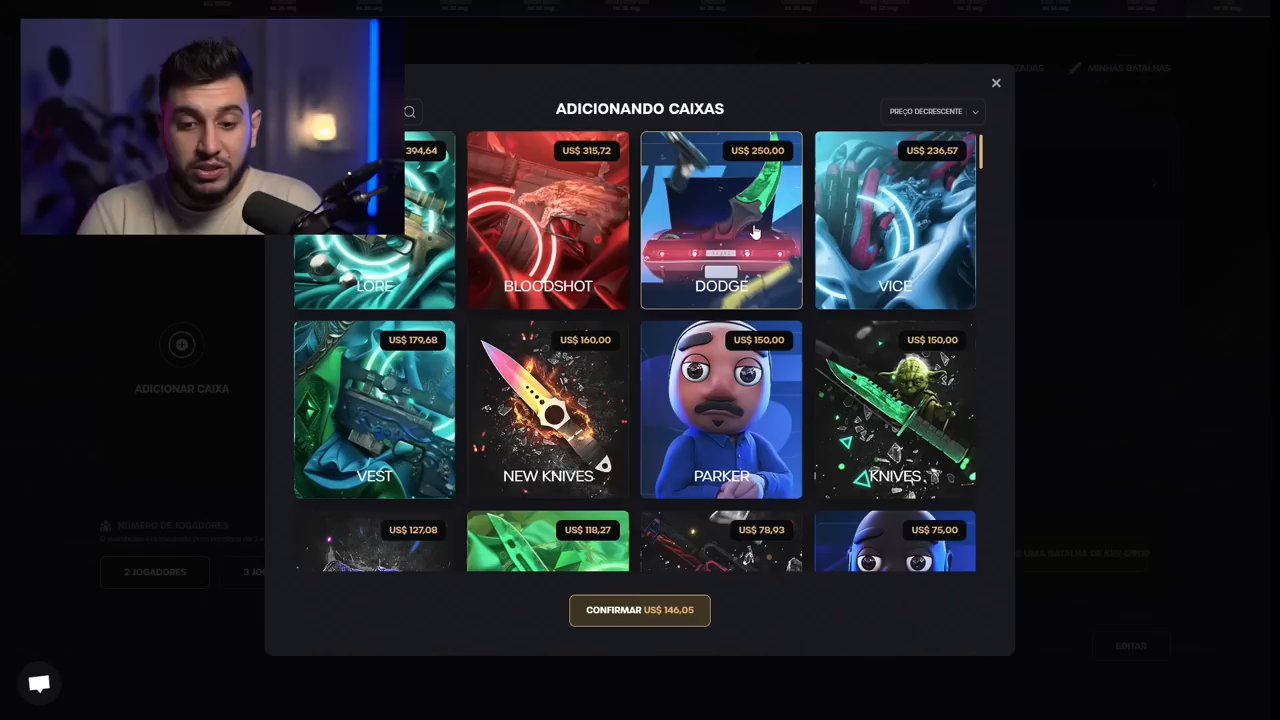 MINHAS BATALHAS
ADICIONANDO CAIXAS
PREÇO DECRESCENTE
394,64
US$ 315,72
US$ 250,00
US$ 236,57
LORE
BLOODSHOT
DODGE
VICE
US$ 179,68
US$ 160,00
US$ 150,00
US$ 150,00
VEST
NEW KNIVES
PARKER
KNIVES
ADICIONAR CAIXA
US$ 127,08
US$ 118,27
US$ 78,93
US$ 75,00
NÚMERO DE JOGADORES
2 JOGADORES
3 JO
CONFIRMAR US$ 146,05
EDITAR